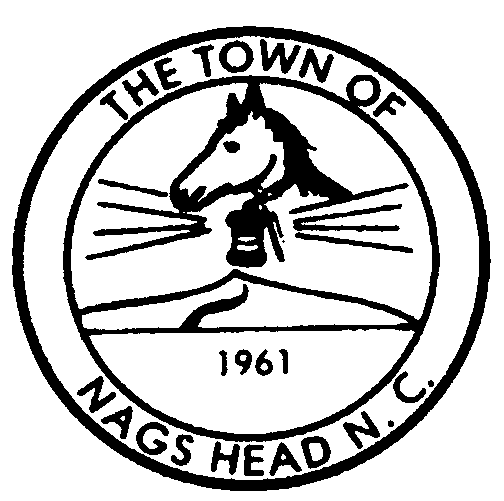 THE TOWN OF
1961
NAGS HEAD N. C.